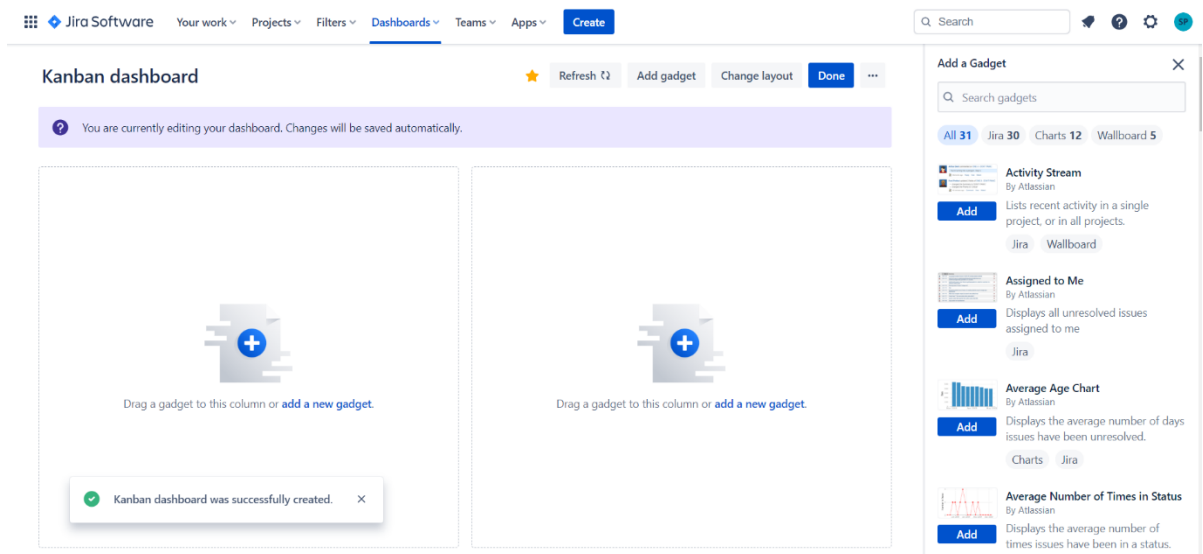 Jira Software Your work Projects Filters Dashboards Teams Apps Create Search SP
Kanban dashboard Refresh Add gadget Change layout Done
You are currently editing your dashboard. Changes will be saved automatically.
Drag a gadget to this column or add a new gadget.
Drag a gadget to this column or add a new gadget.
Kanban dashboard was successfully created.
Add a Gadget
Search gadgets
All 31 Jira 30 Charts 12 Wallboard 5
Activity Stream
By Atlassian
Add
Lists recent activity in a single
project, or in all projects.
Jira Wallboard
Assigned to Me
By Atlassian
Add
Displays all unresolved issues
assigned to me
Jira
Average Age Chart
By Atlassian
Add
Displays the average number of days
issues have been unresolved.
Charts Jira
Average Number of Times in Status
By Atlassian
Add
Displays the average number of
times issues have been in a status.